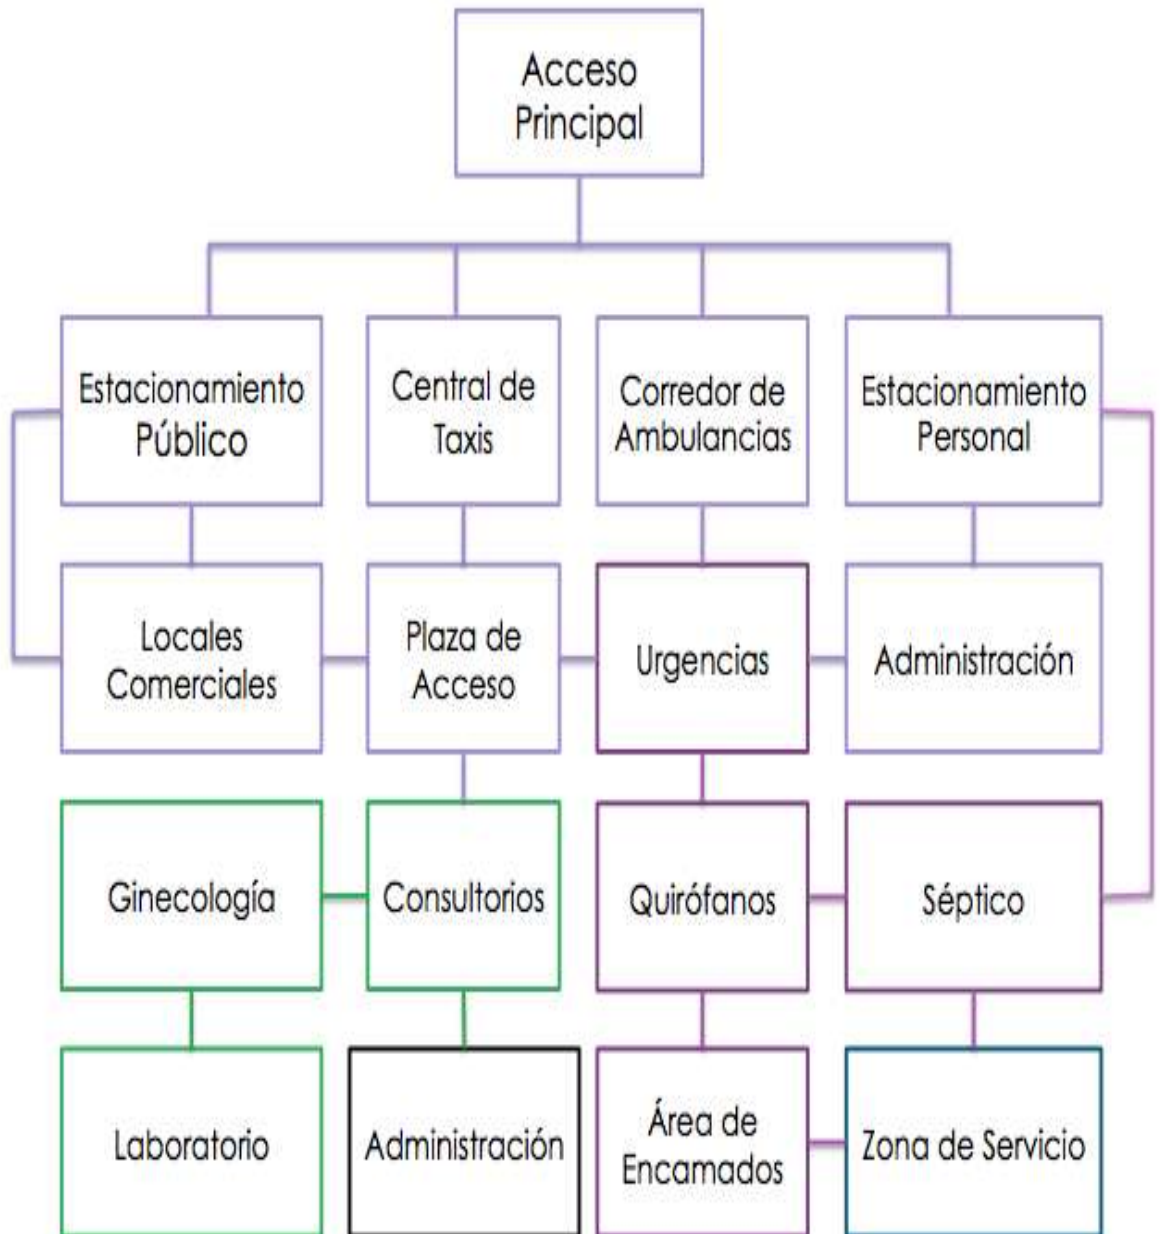 Acceso
Principal
Estacionamiento
Público
Central de
Taxis
Corredor de
Ambulancias
Estacionamiento
Personal
Locales
Comerciales
Plaza de
Acceso
Urgencias
Administración
Ginecología
Consultorios
Quirófanos
Séptico
Laboratorio
Administración
Área de
Encamados
Zona de Servicio